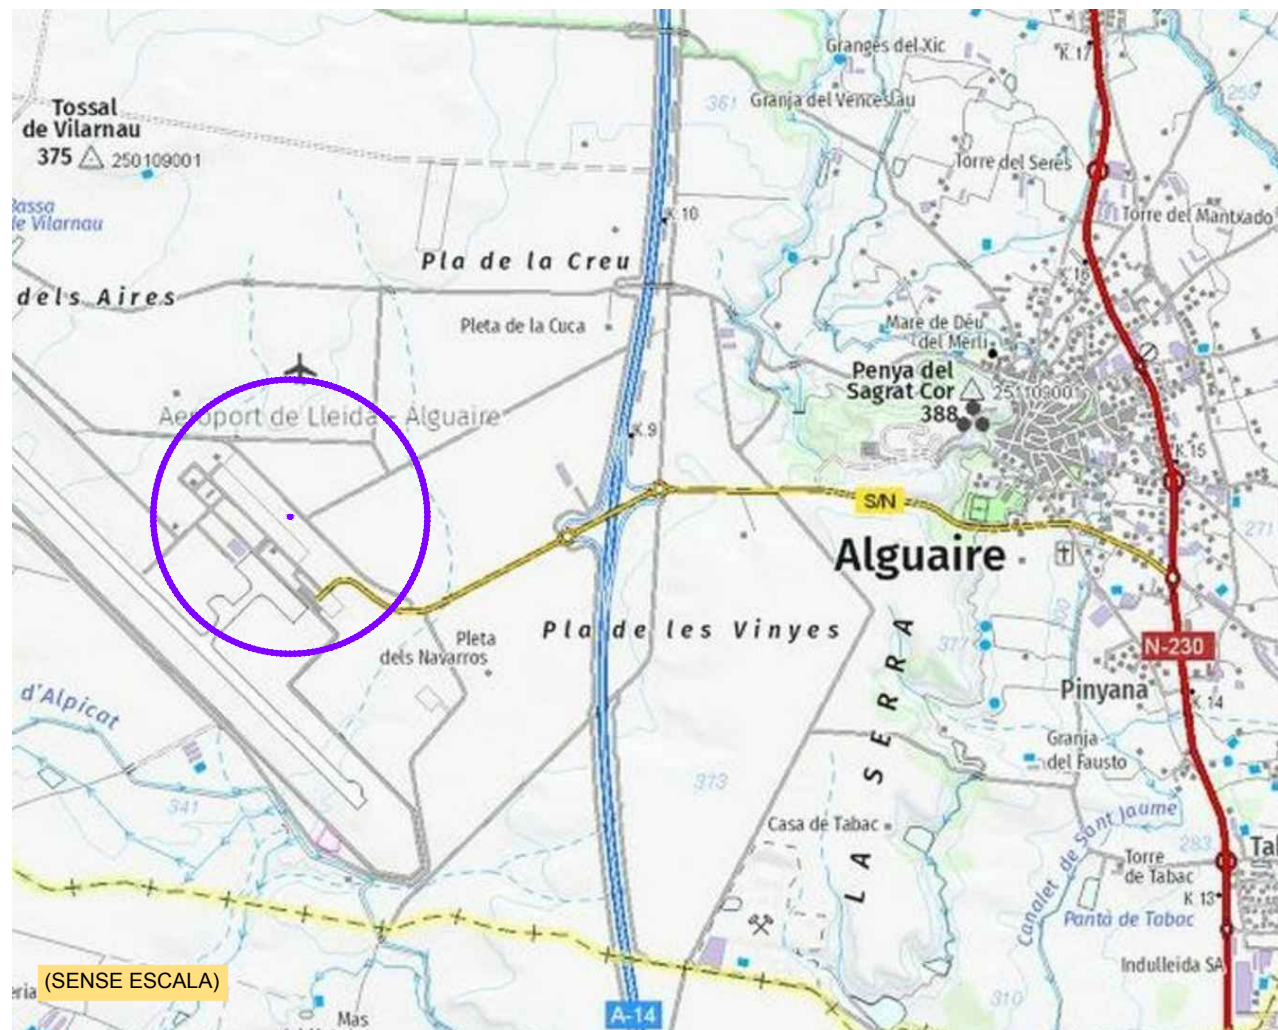 Granges del Xic
K. 17
Tossal
de Vilarnau
375 250109001
361
Granja del Venceslau
259
Torre del Seres
Bassa
de Vilarnau
K. 10
Torre del Mantxado
Pla de la Creu
K. 16
dels Aires
Pleta de la Cuca
Mare de Déu
del Merli
Penya del
Sagrat Cor
388
Aeroport de Lleida - Alguaire
K. 9
K. 15
S/N
271
Alguaire
300
Pla de les Vinyes
Pleta
dels Navarros
377
N-230
LA SERRA
d'Alpicat
Pinyana
K. 14
Granja
del Fausto
373
341
Casa de Tabac
Canalet de Sant Jaume
283
Torre
de Tabac
K 13
Pantà de Tabac
Indulleida SA
(SENSE ESCALA)
310
A-14
Mas